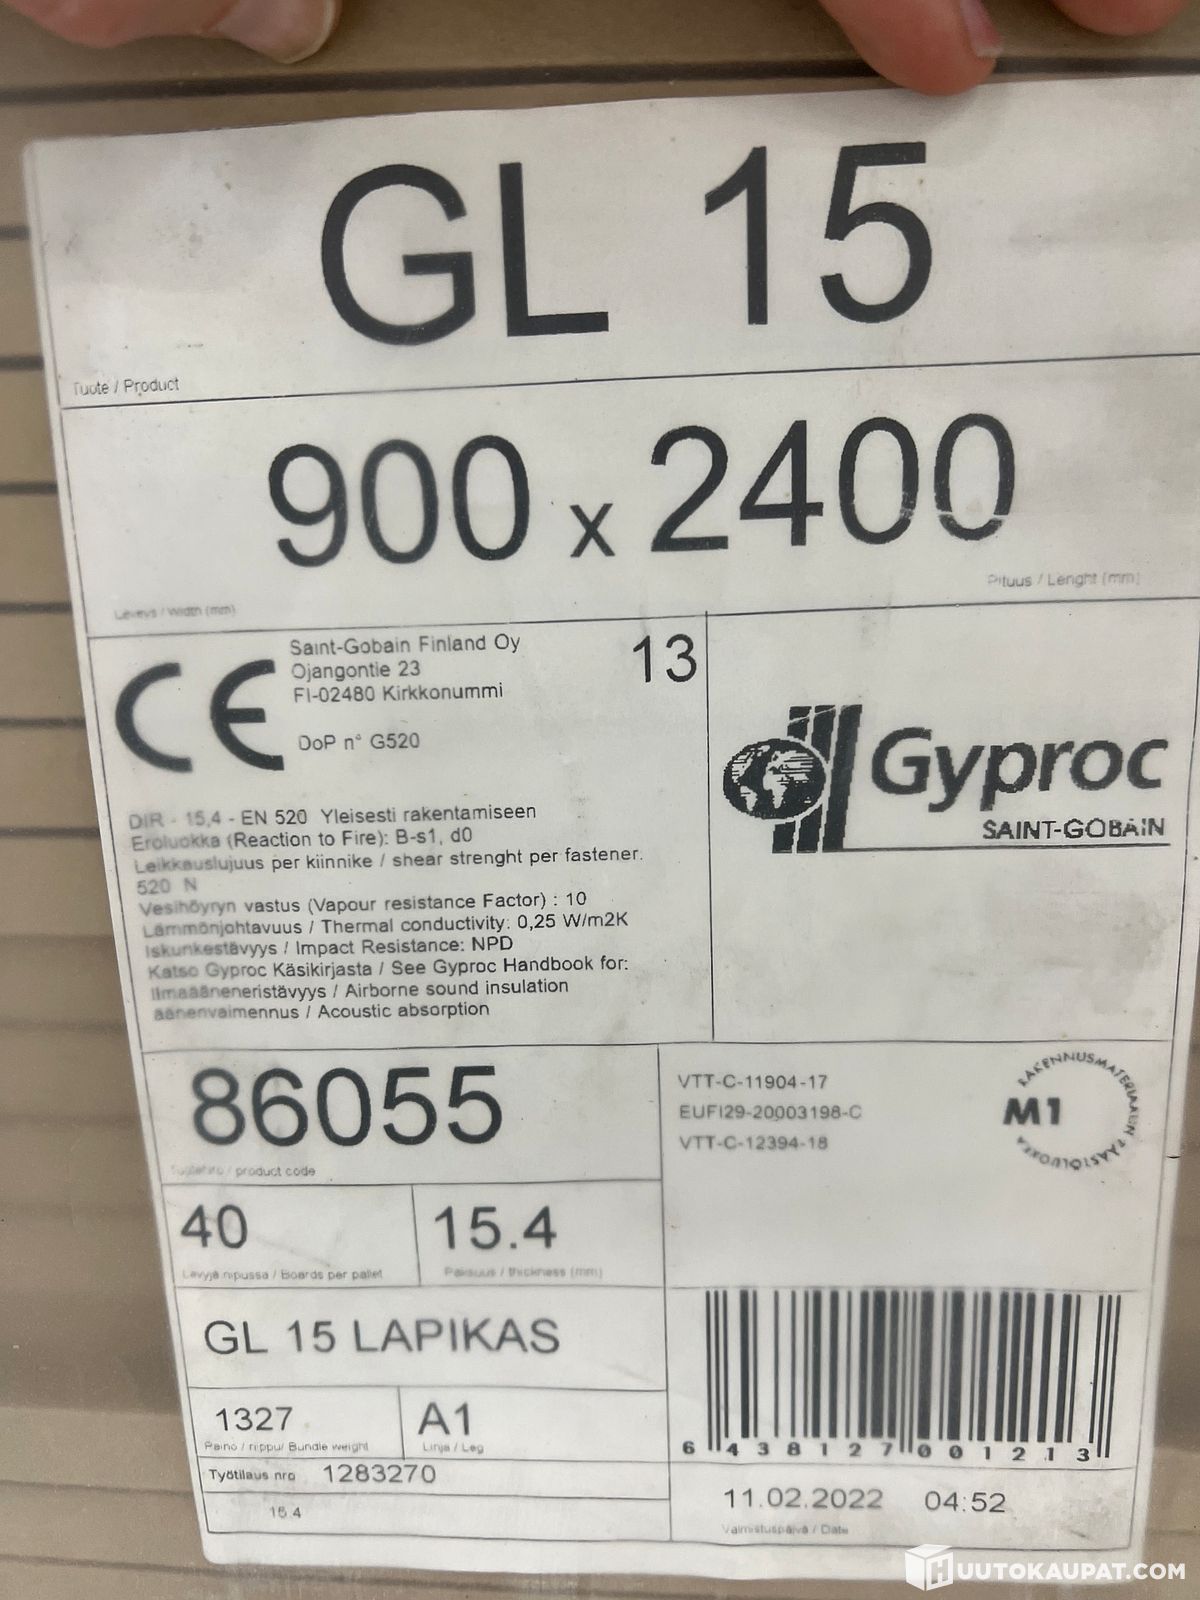 GL 15
Tuote / Product
900 x 2400
Pituus / Lenght (mm)
Leveys / Width (mm)
CE
Saint-Gobain Finland Oy
Ojangontie 23
FI-02480 Kirkkonummi
13
DoP n° G520
Gyproc
SAINT-GOBAIN
DIR - 15,4 - EN 520 Yleisesti rakentamiseen
Eroluokka (Reaction to Fire): B-s1, d0
Leikkauslujuus per kiinnike / shear strenght per fastener:
520 N
Vesihöyryn vastus (Vapour resistance Factor) : 10
Lämmönjohtavuus / Thermal conductivity: 0,25 W/m2K
Iskunkestävyys / Impact Resistance: NPD
Katso Gyproc Käsikirjasta / See Gyproc Handbook for:
Ilmaääneneristävyys / Airborne sound insulation
äänenvaimennus / Acoustic absorption
86055
/ product code
VTT-C-11904-17
EUFI29-20003198-C
VTT-C-12394-18
RAKENNUSMATERIAALIEN PÄÄSTÖLUOKKA
M1
40
Levyjä nipussa / Boards per pallet
15.4
Paksuus / thickness (mm)
GL 15 LAPIKAS
1327
Paino / nippu/ Bundle weight
A1
Linja / Leg
Työtilaus nro 1283270
15.4
6 438127 001213
11.02.2022 04:52
Valmistuspäivä / Date
HUUTOKAUPAT.COM